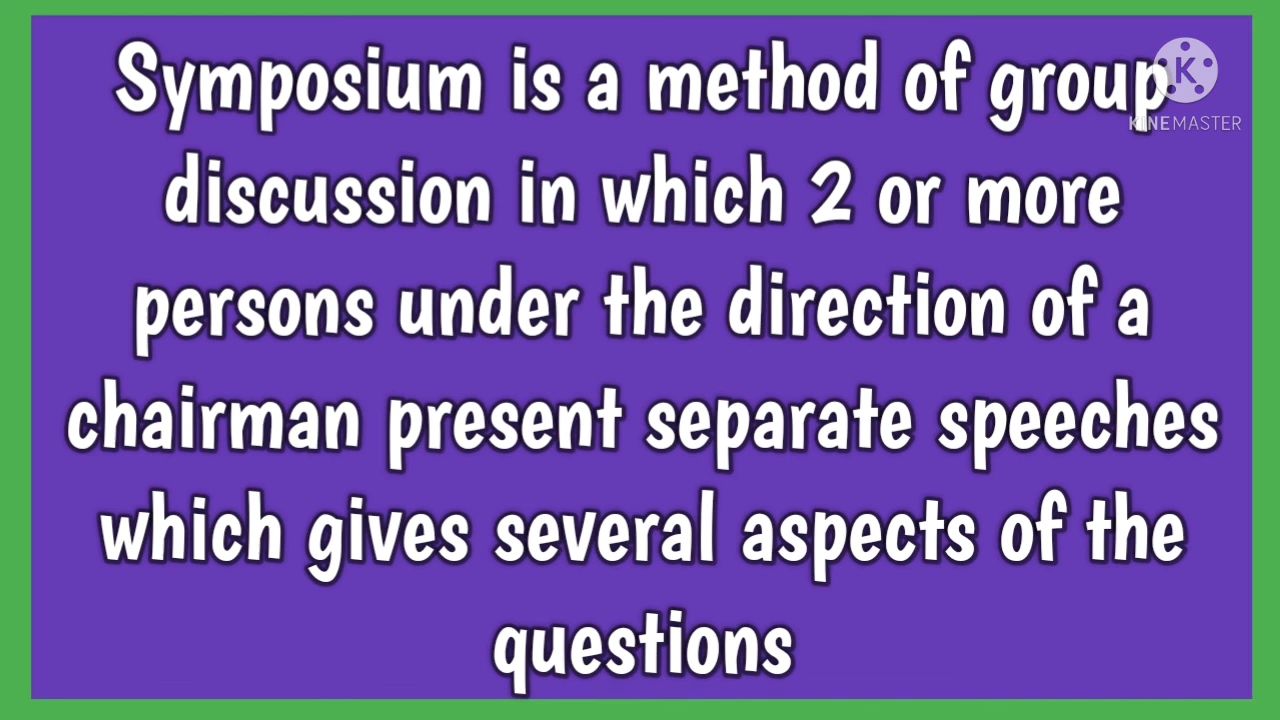 Symposium is a method of group
KINEMASTER
discussion in which 2 or more
persons under the direction of a
chairman present separate speeches
which gives several aspects of the
questions